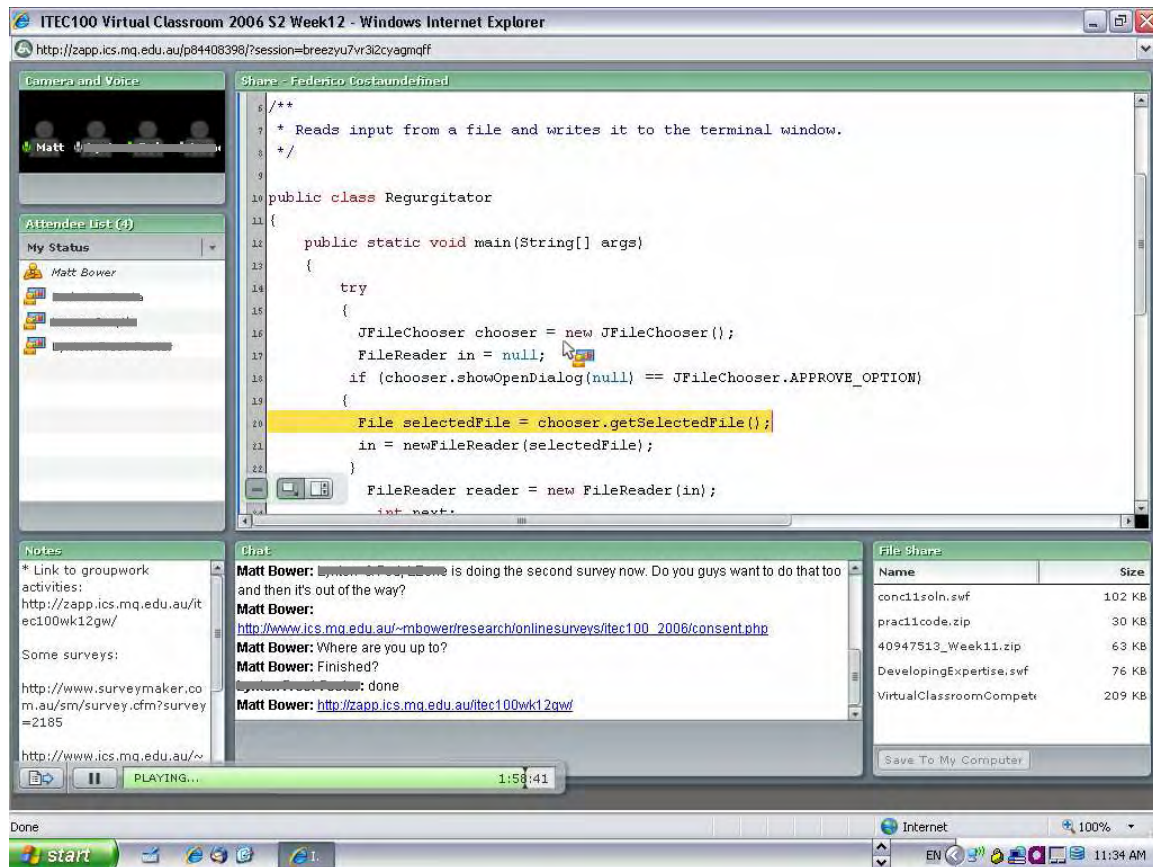 ITEC100 Virtual Classroom 2006 S2 Week12 - Windows Internet Explorer
http://zapp.ics.mq.edu.au/p84408398/?session=breezyu7vr3i2cyagmqff
Camera and Voice
Matt
Attendee List (4)
My Status
Matt Bower
Share - Federico Costaundefined
6 /**
7 * Reads input from a file and writes it to the terminal window.
8 */
9
10 public class Regurgitator
11 {
12 public static void main(String[] args)
13 {
14 try
15 {
16 JFileChooser chooser = new JFileChooser();
17 FileReader in = null;
18 if (chooser.showOpenDialog(null) == JFileChooser.APPROVE_OPTION)
19 {
20 File selectedFile = chooser.getSelectedFile();
21 in = newFileReader(selectedFile);
22 }
FileReader reader = new FileReader(in);
int next;
Notes
* Link to groupwork
activities:
http://zapp.ics.mq.edu.au/it
ec100wk12gw/
Some surveys:
http://www.surveymaker.co
m.au/sm/survey.cfm?survey
=2185
http://www.ics.mq.edu.au/~
Chat
Matt Bower: is doing the second survey now. Do you guys want to do that too
and then it's out of the way?
Matt Bower:
http://www.ics.mq.edu.au/~mbower/research/onlinesurveys/itec100_2006/consent.php
Matt Bower: Where are you up to?
Matt Bower: Finished?
: done
Matt Bower: http://zapp.ics.mq.edu.au/itec100wk12gw/
File Share
Name Size
conc11soln.swf 102 KB
prac11code.zip 30 KB
40947513_Week11.zip 63 KB
DevelopingExpertise.swf 76 KB
VirtualClassroomCompete 209 KB
Save To My Computer
PLAYING... 1:58:41
Done Internet 100%
start I. EN 11:34 AM